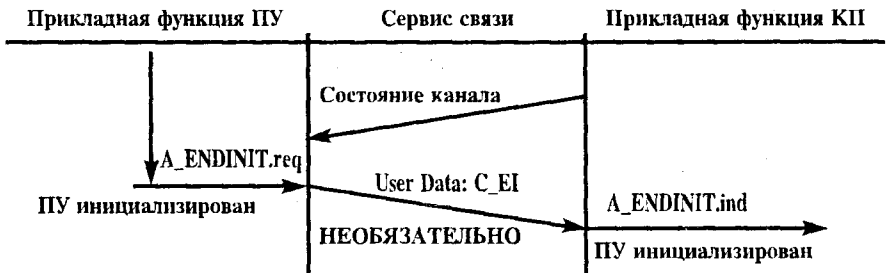 Прикладная функция ПУ
Сервис связи
Прикладная функция КП
Состояние канала
A_ENDINIT.req
User Data: C_EI
ПУ инициализирован
A_ENDINIT.ind
НЕОБЯЗАТЕЛЬНО
ПУ инициализирован